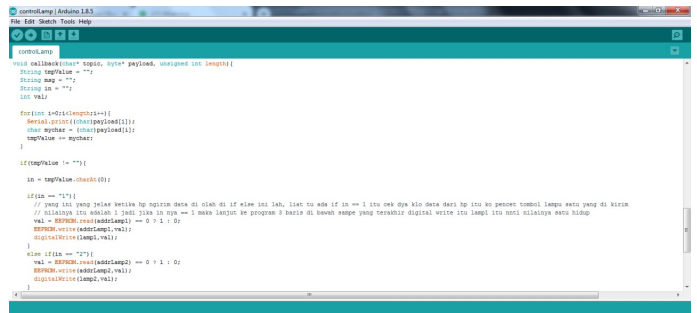 controlLamp | Arduino 1.8.5
File Edit Sketch Tools Help
controlLamp
void callback(char* topic, byte* payload, unsigned int length){
String tmpValue = "";
String msg = "";
String in = "";
int val;
for(int i=0;i<length;i++){
Serial.print((char)payload[i]);
char mychar = (char)payload[i];
tmpValue += mychar;
}
if(tmpValue != ""){
in = tmpValue.charAt(0);
if(in == "1"){
// yang ini yang jelas ketika hp ngirim data di olah di if else ini lah, liat tu ada if in == 1 itu cek dya klo data dari hp itu ko pencet tombol lampu satu yang di kirim
// nilainya itu adalah 1 jadi jika in nya == 1 maka lanjut ke program 3 baris di bawah sampe yang terakhir digital write itu lamp1 itu nnti nilainya satu hidup
val = EEPROM.read(addrLamp1) == 0 ? 1 : 0;
EEPROM.write(addrLamp1,val);
digitalWrite(lamp1,val);
}
else if(in == "2"){
val = EEPROM.read(addrLamp2) == 0 ? 1 : 0;
EEPROM.write(addrLamp2,val);
digitalWrite(lamp2,val);
}